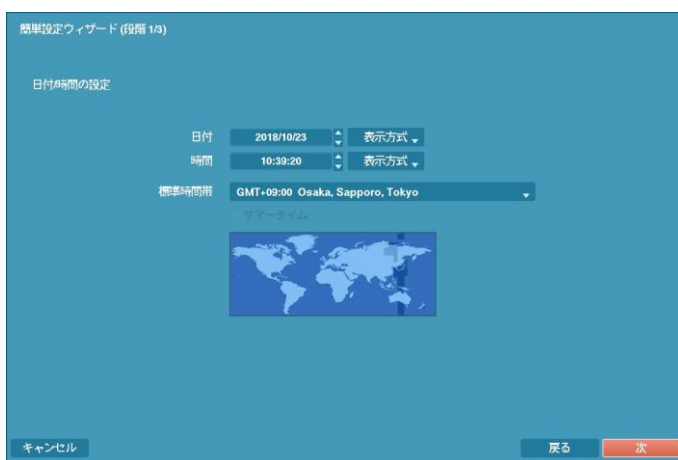 簡単設定ウィザード (段階 1/3)
日付/時間の設定
日付 2018/10/23 表示方式
時間 10:39:20 表示方式
標準時間帯 GMT+09:00 Osaka, Sapporo, Tokyo
サマータイム
キャンセル 戻る 次